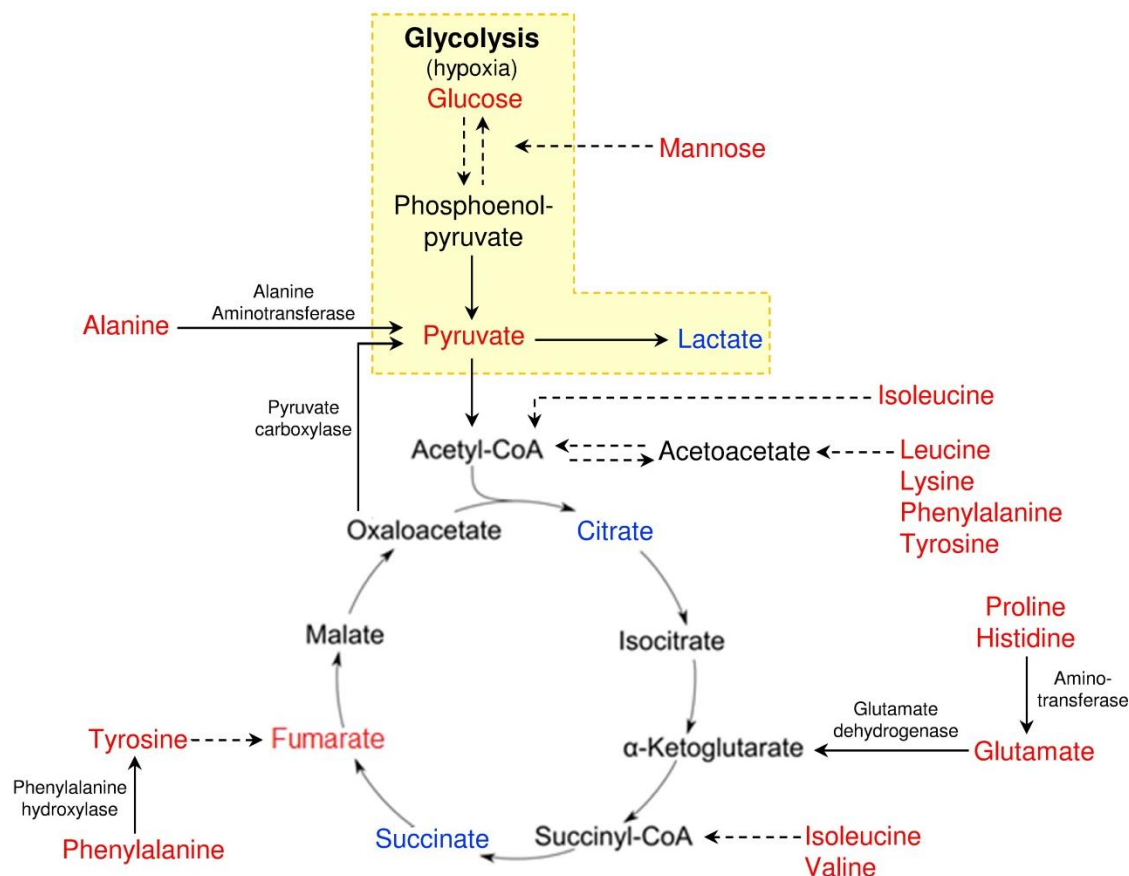 Glycolysis
(hypoxia)
Glucose
Mannose
Phosphoenol-
pyruvate
Alanine
Alanine
Aminotransferase
Pyruvate
Lactate
Pyruvate
carboxylase
Isoleucine
Acetyl-CoA
Acetoacetate
Leucine
Lysine
Phenylalanine
Tyrosine
Oxaloacetate
Citrate
Malate
Isocitrate
Proline
Histidine
Amino-
transferase
Tyrosine
Fumarate
α-Ketoglutarate
Glutamate
dehydrogenase
Glutamate
Phenylalanine
hydroxylase
Phenylalanine
Succinate
Succinyl-CoA
Isoleucine
Valine